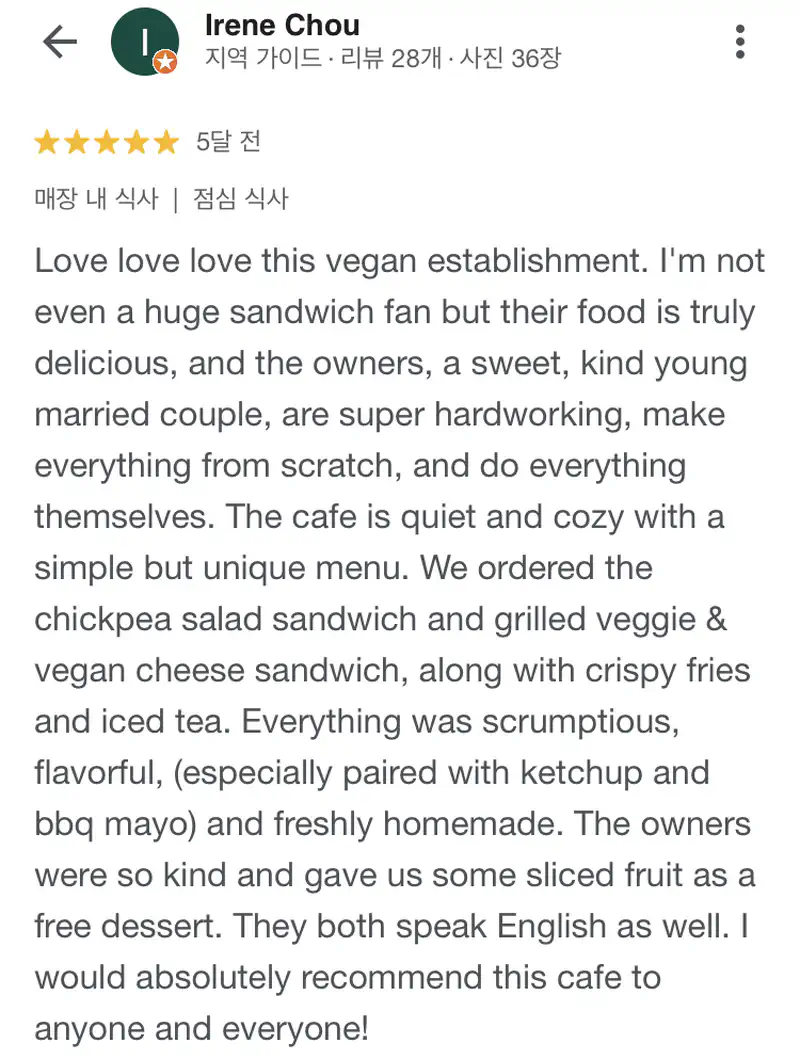 Irene Chou
지역 가이드 · 리뷰 28개 · 사진 36장
I
5달 전
매장 내 식사 | 점심 식사
Love love love this vegan establishment. I'm not
even a huge sandwich fan but their food is truly
delicious, and the owners, a sweet, kind young
married couple, are super hardworking, make
everything from scratch, and do everything
themselves. The cafe is quiet and cozy with a
simple but unique menu. We ordered the
chickpea salad sandwich and grilled veggie &
vegan cheese sandwich, along with crispy fries
and iced tea. Everything was scrumptious,
flavorful, (especially paired with ketchup and
bbq mayo) and freshly homemade. The owners
were so kind and gave us some sliced fruit as a
free dessert. They both speak English as well. I
would absolutely recommend this cafe to
anyone and everyone!